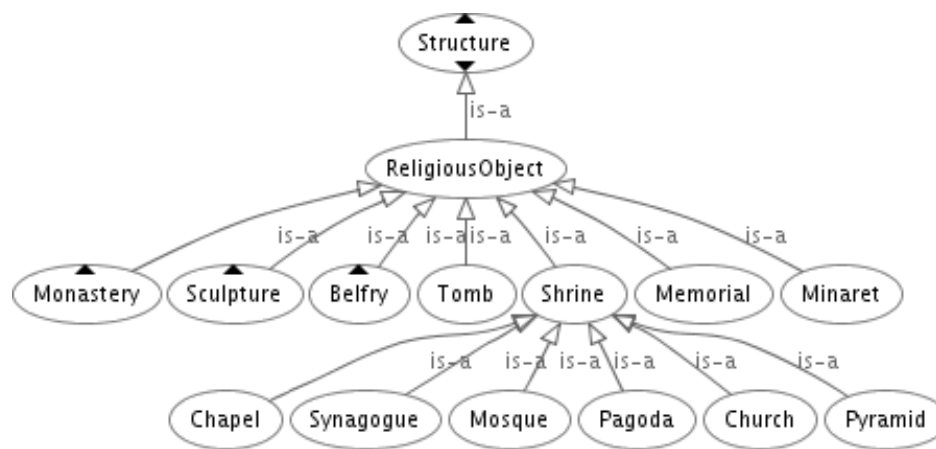 Structure
is-a
ReligiousObject
is-a is-a is-a is-a is-a is-a is-a
Monastery Sculpture Belfry Tomb Shrine Memorial Minaret
is-a is-a is-a is-a is-a is-a
Chapel Synagogue Mosque Pagoda Church Pyramid